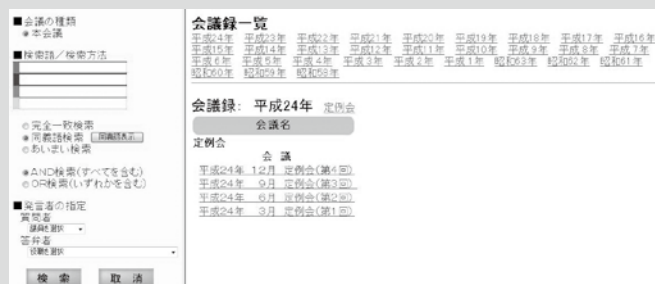 ■会議の種類
本会議
■検索語／検索方法
完全一致検索
同義語検索 同義語表示
あいまい検索
AND検索(すべてを含む)
OR検索(いずれかを含む)
■発言者の指定
質問者
議員を選択
答弁者
役職を選択
検索 取消
会議録一覧
平成24年 平成23年 平成22年 平成21年 平成20年 平成19年 平成18年 平成17年 平成16年
平成15年 平成14年 平成13年 平成12年 平成11年 平成10年 平成9年 平成8年 平成7年
平成6年 平成5年 平成4年 平成3年 平成2年 平成1年 昭和63年 昭和62年 昭和61年
昭和60年 昭和59年 昭和58年
会議録: 平成24年 定例会
会議名
定例会
会議
平成24年 12月 定例会(第4回)
平成24年 9月 定例会(第3回)
平成24年 6月 定例会(第2回)
平成24年 3月 定例会(第1回)